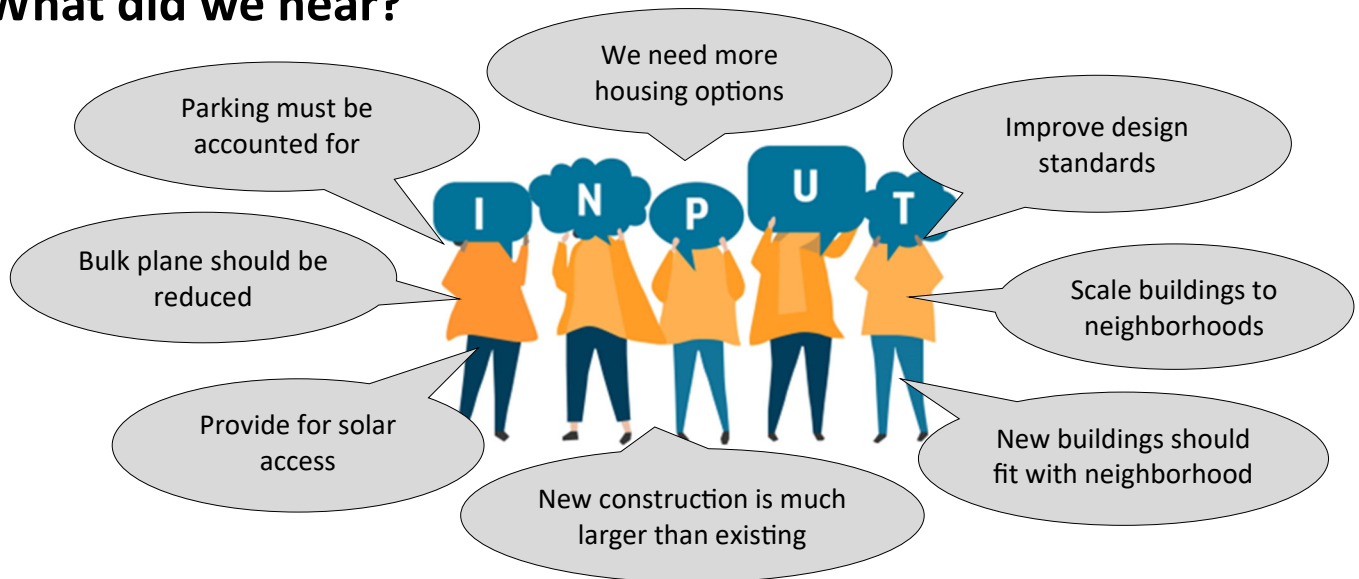 What did we hear?
We need more
housing options
Parking must be
accounted for
Improve design
standards
I N P U T
Bulk plane should be
reduced
Scale buildings to
neighborhoods
Provide for solar
access
New buildings should
fit with neighborhood
New construction is much
larger than existing